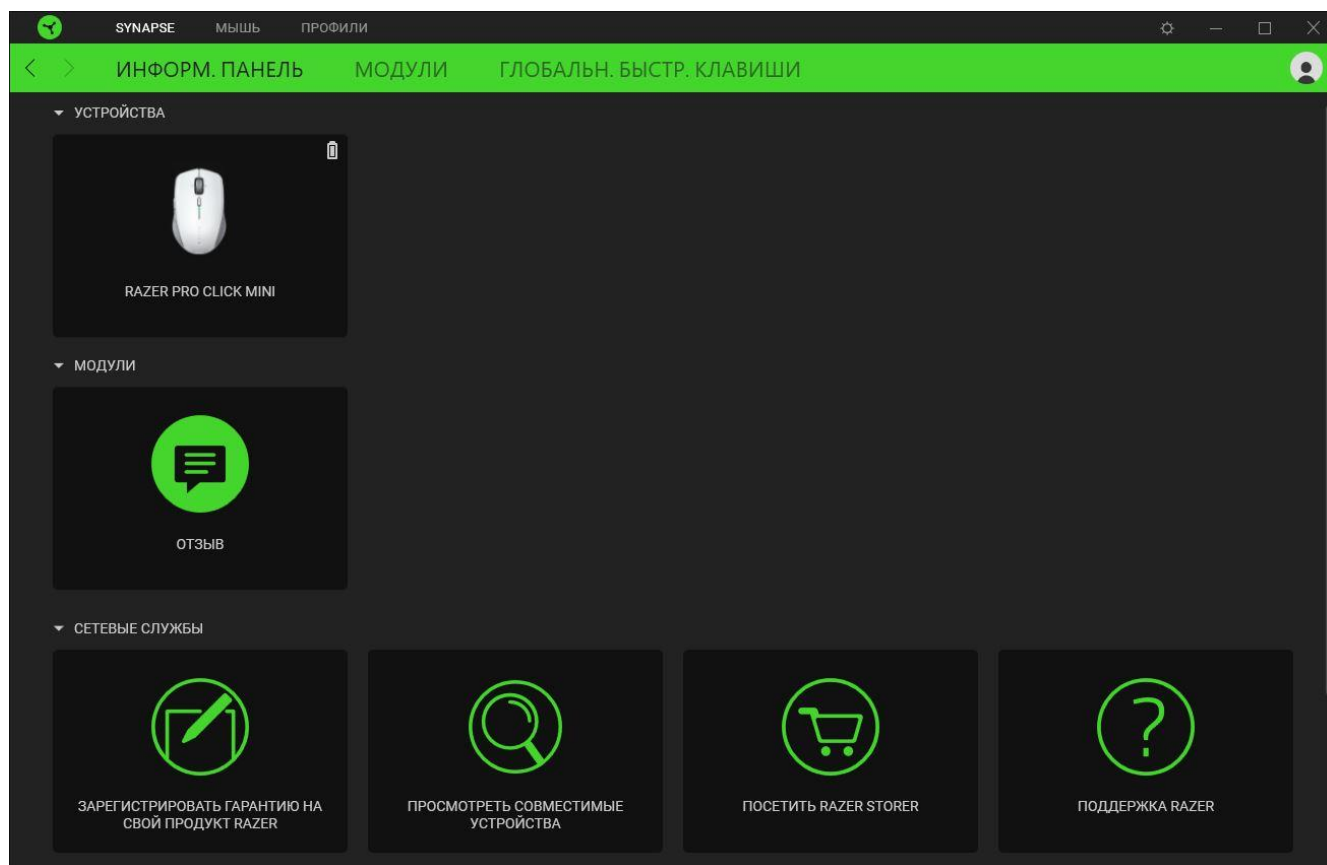 SYNAPSE МЫШЬ ПРОФИЛИ
ИНФОРМ. ПАНЕЛЬ МОДУЛИ ГЛОБАЛЬН. БЫСТР. КЛАВИШИ
УСТРОЙСТВА
RAZER PRO CLICK MINI
МОДУЛИ
ОТЗЫВ
СЕТЕВЫЕ СЛУЖБЫ
ЗАРЕГИСТРИРОВАТЬ ГАРАНТИЮ НА
СВОЙ ПРОДУКТ RAZER
ПРОСМОТРЕТЬ СОВМЕСТИМЫЕ
УСТРОЙСТВА
ПОСЕТИТЬ RAZER STORER
ПОДДЕРЖКА RAZER